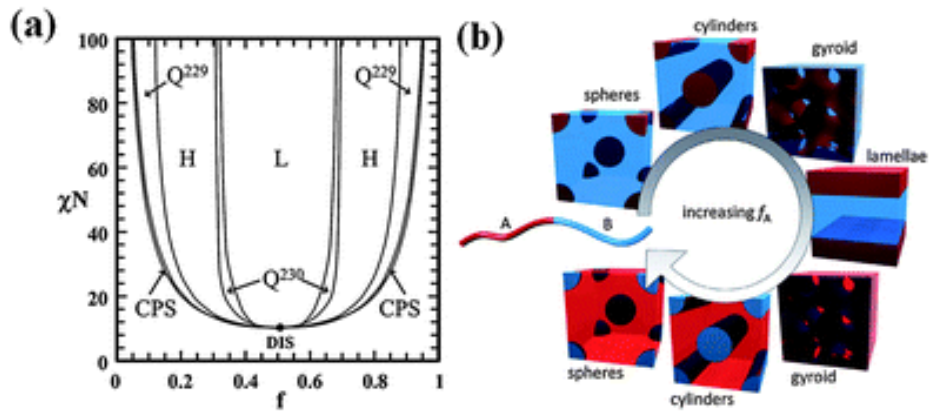 (a)
100
80
60
40
20
0
χN
Q229
Q229
H
L
H
Q230
CPS
CPS
DIS
0
0.2
0.4
0.6
0.8
1
f
(b)
cylinders
gyroid
spheres
lamellae
increasing fA
A
B
spheres
cylinders
gyroid